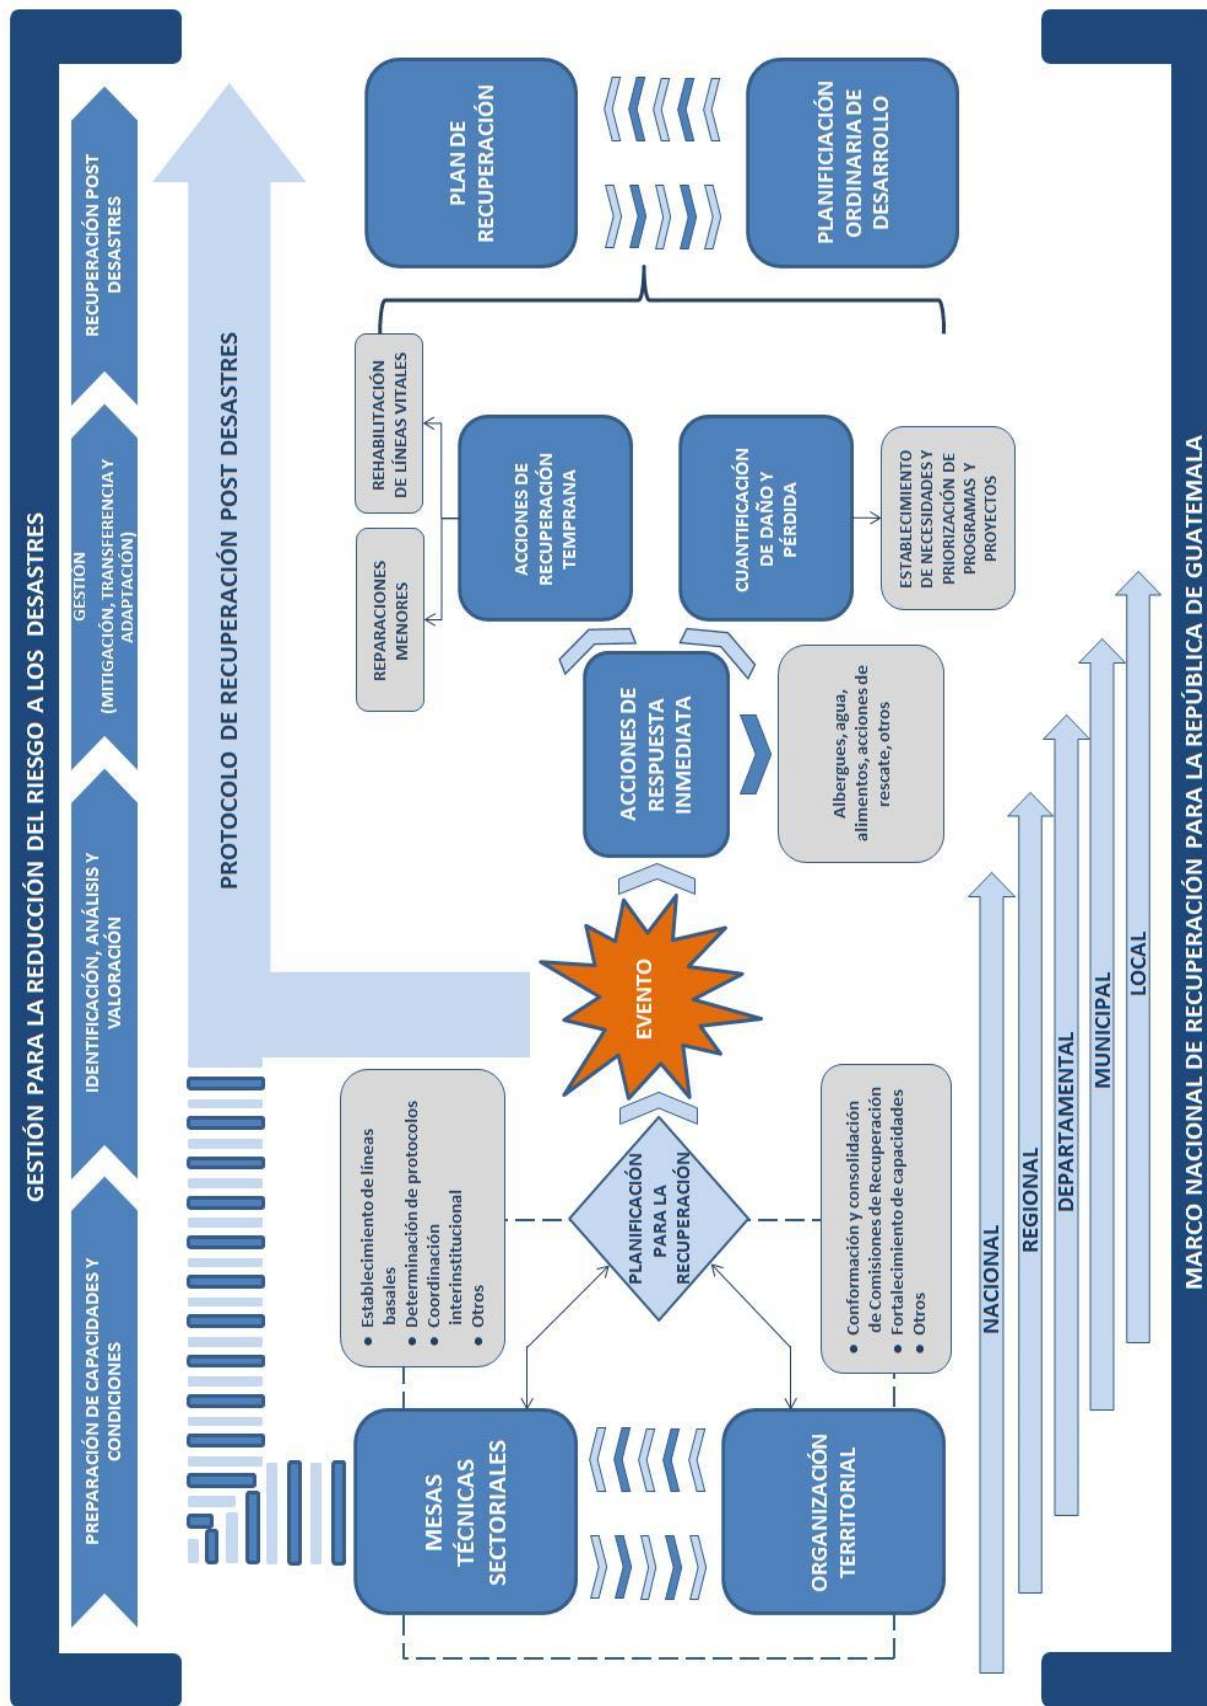 GESTIÓN PARA LA REDUCCIÓN DEL RIESGO A LOS DESASTRES
PREPARACIÓN DE CAPACIDADES Y
CONDICIONES
IDENTIFICACIÓN, ANÁLISIS Y
VALORACIÓN
GESTIÓN
(MITIGACIÓN, TRANSFERENCIA Y
ADAPTACIÓN)
RECUPERACIÓN POST
DESASTRES
PROTOCOLO DE RECUPERACIÓN POST DESASTRES
MESAS
TÉCNICAS
SECTORIALES
ORGANIZACIÓN
TERRITORIAL
• Establecimiento de líneas
basales
• Determinación de protocolos
• Coordinación
interinstitucional
• Otros
PLANIFICACIÓN
PARA LA
RECUPERACIÓN
• Conformación y consolidación
de Comisiones de Recuperación
• Fortalecimiento de capacidades
• Otros
EVENTO
ACCIONES DE
RESPUESTA
INMEDIATA
Albergues, agua,
alimentos, acciones de
rescate, otros
REPARACIONES
MENORES
REHABILITACIÓN
DE LÍNEAS VITALES
ACCIONES DE
RECUPERACIÓN
TEMPRANA
CUANTIFICACIÓN
DE DAÑO Y
PÉRDIDA
ESTABLECIMIENTO
DE NECESIDADES Y
PRIORIZACIÓN DE
PROGRAMAS Y
PROYECTOS
PLAN DE
RECUPERACIÓN
PLANIFICIACIÓN
ORDINARIA DE
DESARROLLO
NACIONAL
REGIONAL
DEPARTAMENTAL
MUNICIPAL
LOCAL
MARCO NACIONAL DE RECUPERACIÓN PARA LA REPÚBLICA DE GUATEMALA